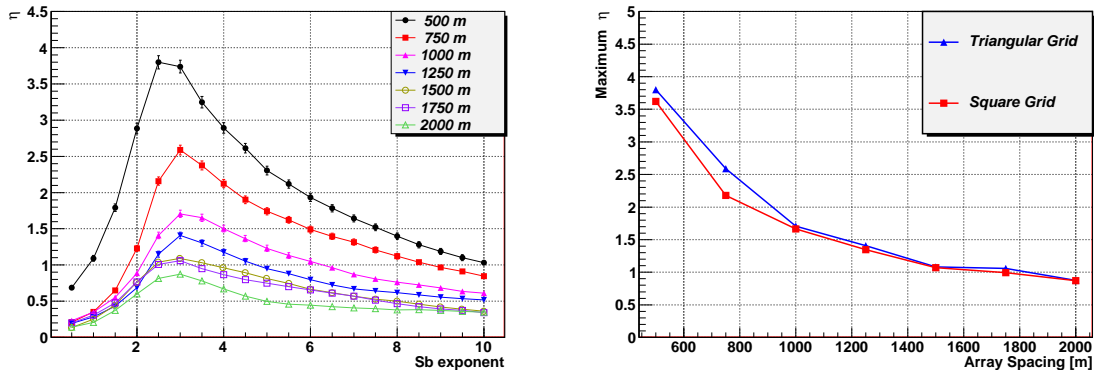 η
4.5
4
3.5
3
2.5
2
1.5
1
0.5
0
2 4 6 8 10
Sb exponent
500 m
750 m
1000 m
1250 m
1500 m
1750 m
2000 m
Maximum η
5
4.5
4
3.5
3
2.5
2
1.5
1
0.5
0
600 800 1000 1200 1400 1600 1800 2000
Array Spacing [m]
Triangular Grid
Square Grid